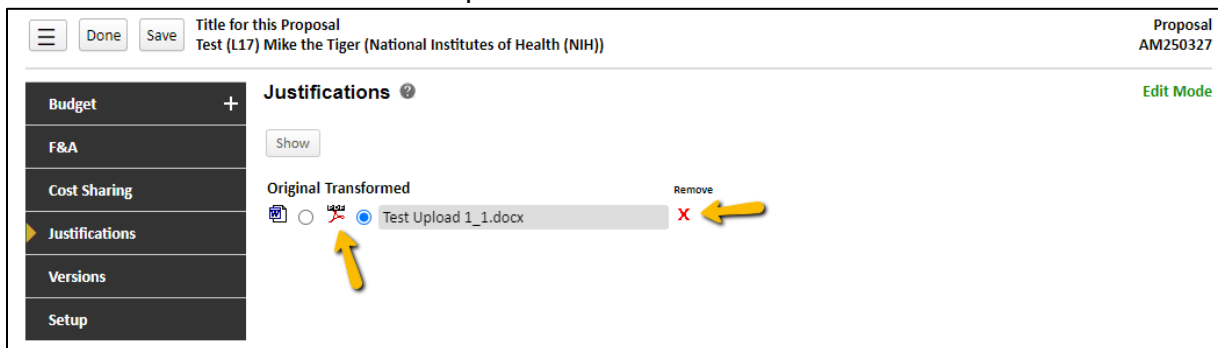 Done Save Title for this Proposal Proposal
Test (L17) Mike the Tiger (National Institutes of Health (NIH)) AM250327
Budget + Justifications ? Edit Mode
F&A Show
Cost Sharing Original Transformed Remove
Test Upload 1_1.docx X
Justifications
Versions
Setup